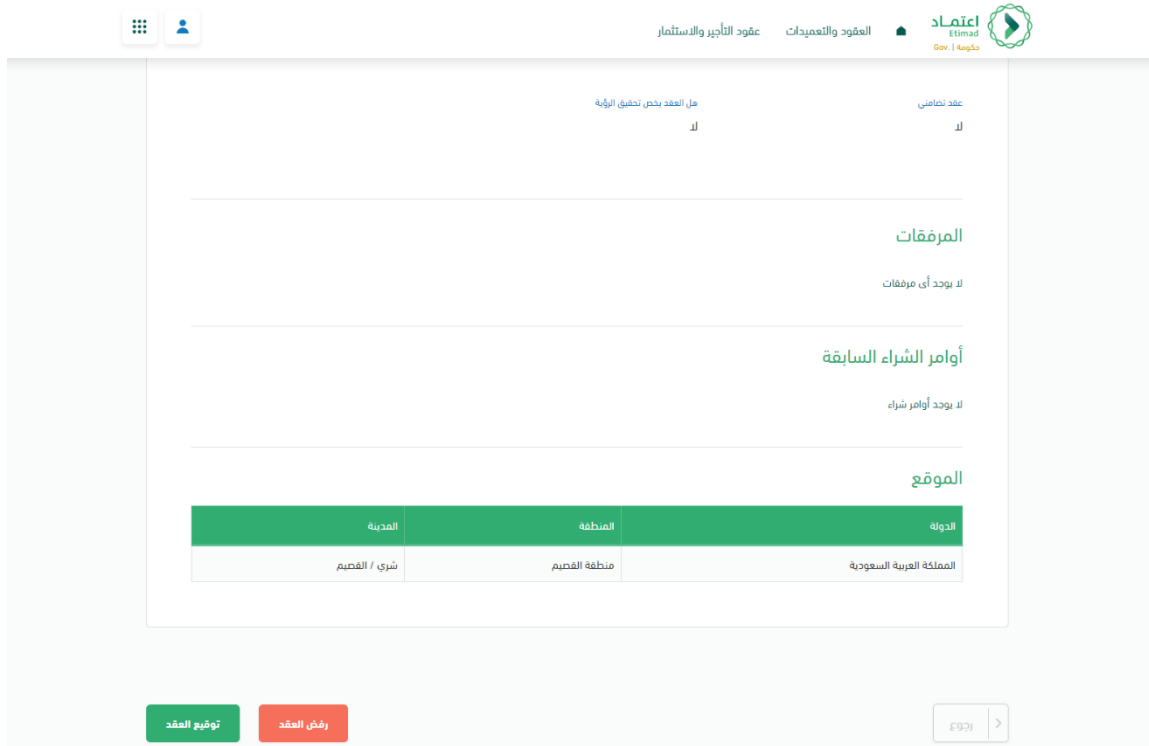 اعتمـاد
Etimad
حكومة | .Gov
العقود والتعميدات
عقود التأجير والاستثمار
عقد تضامني
هل العقد يخص تحقيق الرؤية
لا
لا
المرفقات
لا يوجد أى مرفقات
أوامر الشراء السابقة
لا يوجد أوامر شراء
الموقع
الدولة
المنطقة
المدينة
المملكة العربية السعودية
منطقة القصيم
شري / القصيم
رجوع
رفض العقد
توقيع العقد